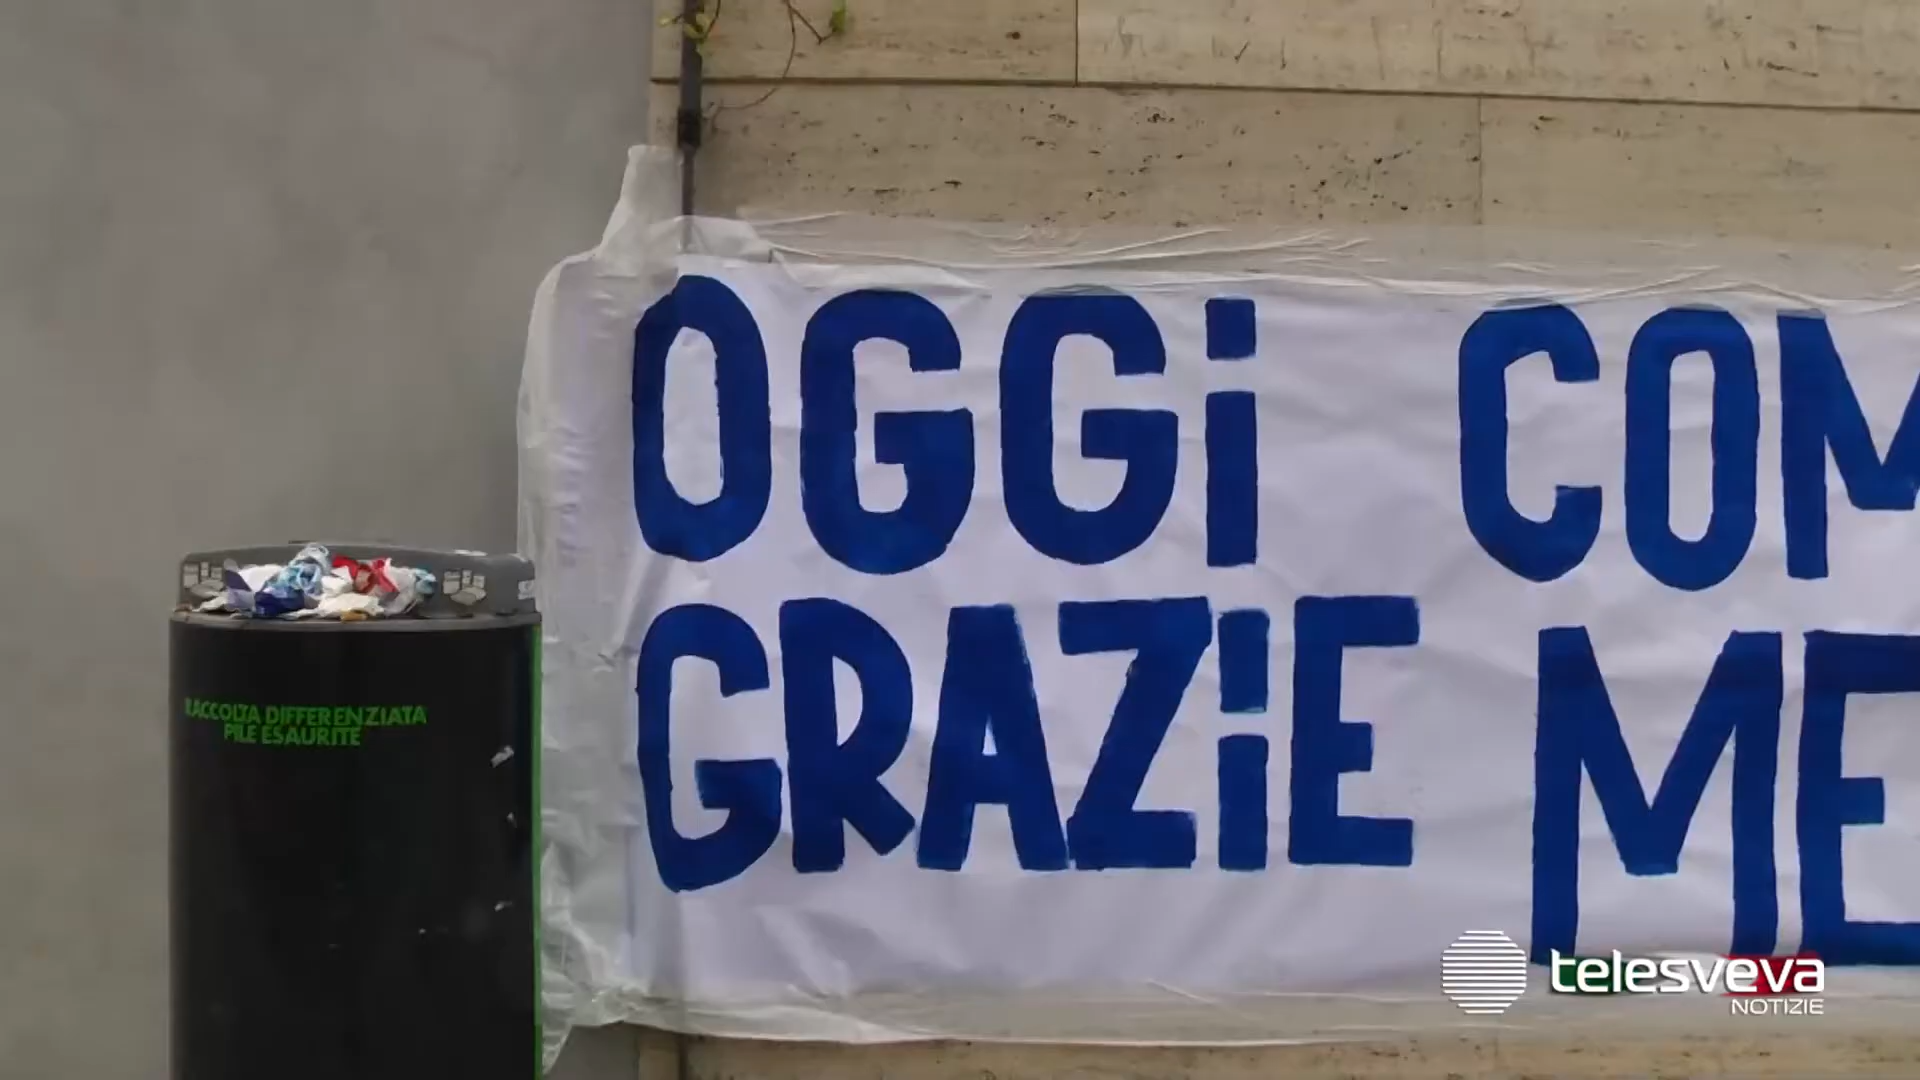 OGGi COM
GRAZiE ME
RACCOLTA DIFFERENZIATA
PILE ESAURITE
telesveva
NOTIZIE